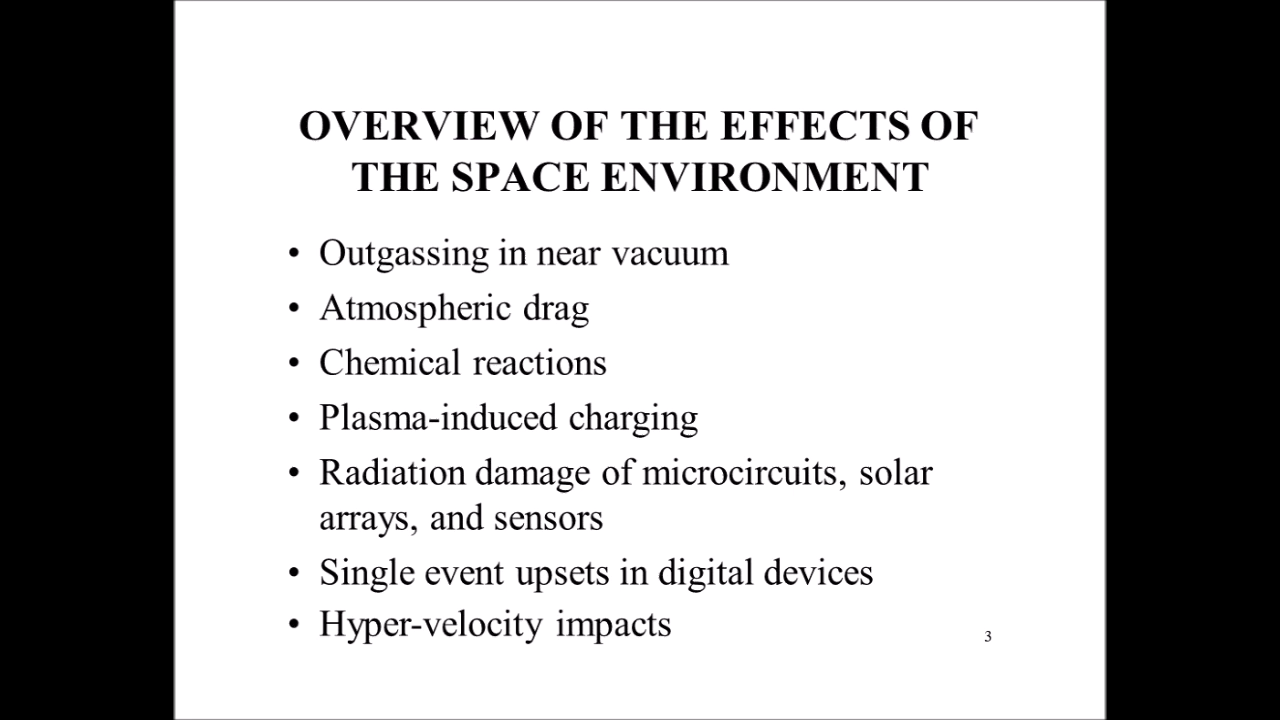 OVERVIEW OF THE EFFECTS OF
THE SPACE ENVIRONMENT
• Outgassing in near vacuum
• Atmospheric drag
• Chemical reactions
• Plasma-induced charging
• Radiation damage of microcircuits, solar
arrays, and sensors
• Single event upsets in digital devices
• Hyper-velocity impacts
3